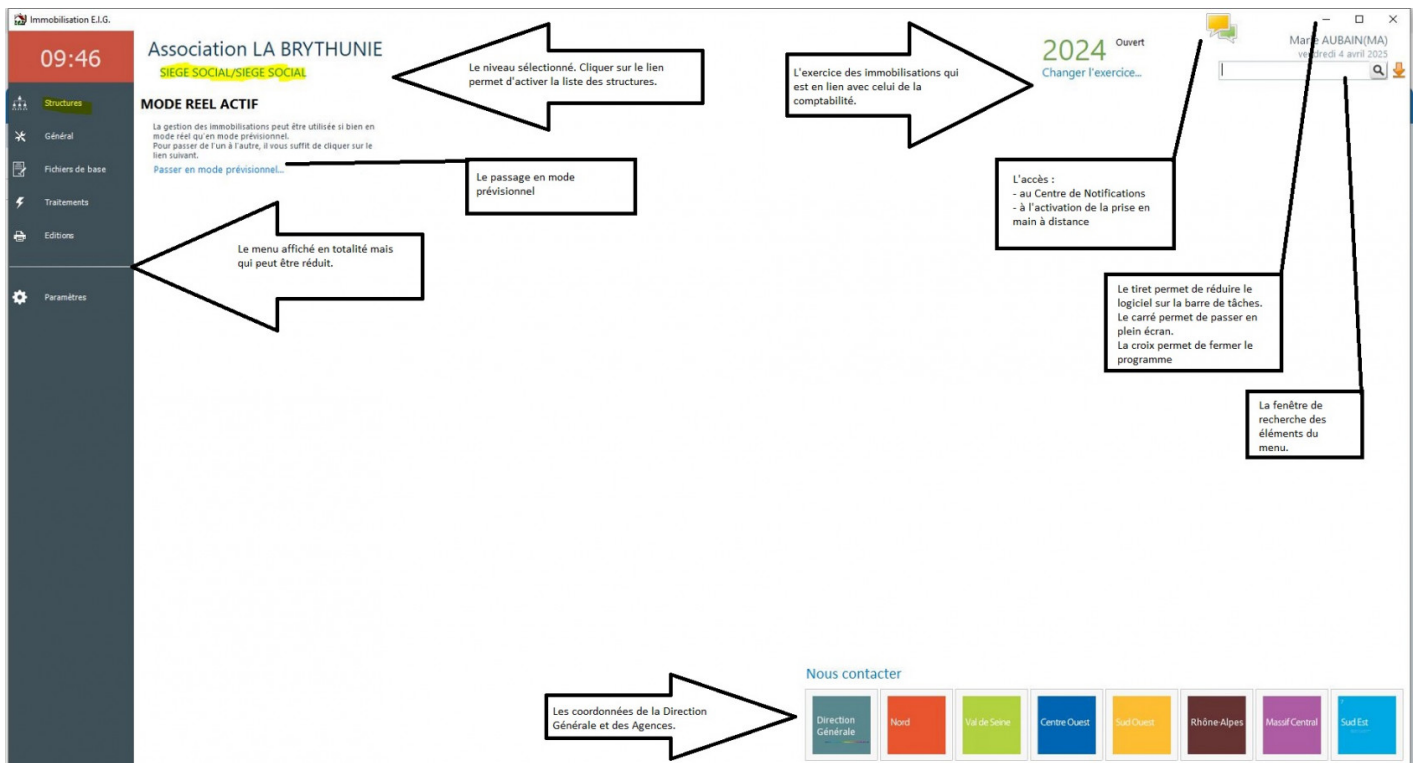 Immobilisation E.I.G.
09:46
Association LA BRYTHUNIE
SIEGE SOCIAL/SIEGE SOCIAL
Le niveau sélectionné. Cliquer sur le lien
permet d'activer la liste des structures.
L'exercice des immobilisations qui
est en lien avec celui de la
comptabilité.
2024 Ouvert
Changer l'exercice...
Marie AUBAIN(MA)
vendredi 4 avril 2025
Structures
Général
Fichiers de base
Traitements
Editions
Paramètres
MODE REEL ACTIF
La gestion des immobilisations peut être utilisée si bien en
mode réel qu'en mode prévisionnel.
Pour passer de l'un à l'autre, il vous suffit de cliquer sur le
lien suivant.
Passer en mode prévisionnel...
Le passage en mode
prévisionnel
L'accès :
- au Centre de Notifications
- à l'activation de la prise en
main à distance
Le menu affiché en totalité mais
qui peut être réduit.
Le tiret permet de réduire le
logiciel sur la barre de tâches.
Le carré permet de passer en
plein écran.
La croix permet de fermer le
programme
La fenêtre de
recherche des
éléments du
menu.
Les coordonnées de la Direction
Générale et des Agences.
Nous contacter
Direction
Générale
Nord
Val de Seine
Centre Ouest
Sud Ouest
Rhône-Alpes
Massif Central
Sud Est